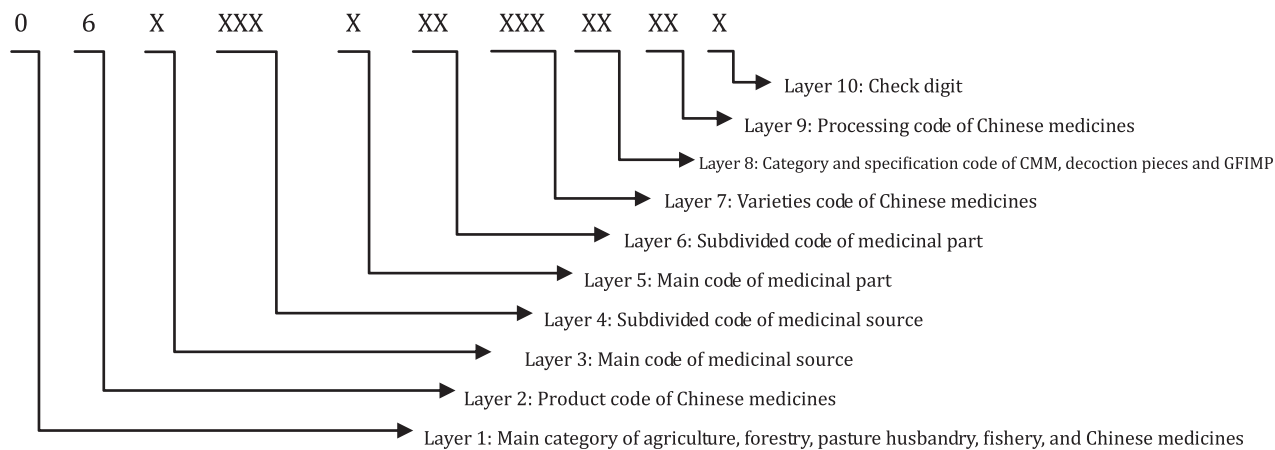 0 6 X XXX X XX XXX XX XX X
Layer 10: Check digit
Layer 9: Processing code of Chinese medicines
Layer 8: Category and specification code of CMM, decoction pieces and GFIMP
Layer 7: Varieties code of Chinese medicines
Layer 6: Subdivided code of medicinal part
Layer 5: Main code of medicinal part
Layer 4: Subdivided code of medicinal source
Layer 3: Main code of medicinal source
Layer 2: Product code of Chinese medicines
Layer 1: Main category of agriculture, forestry, pasture husbandry, fishery, and Chinese medicines